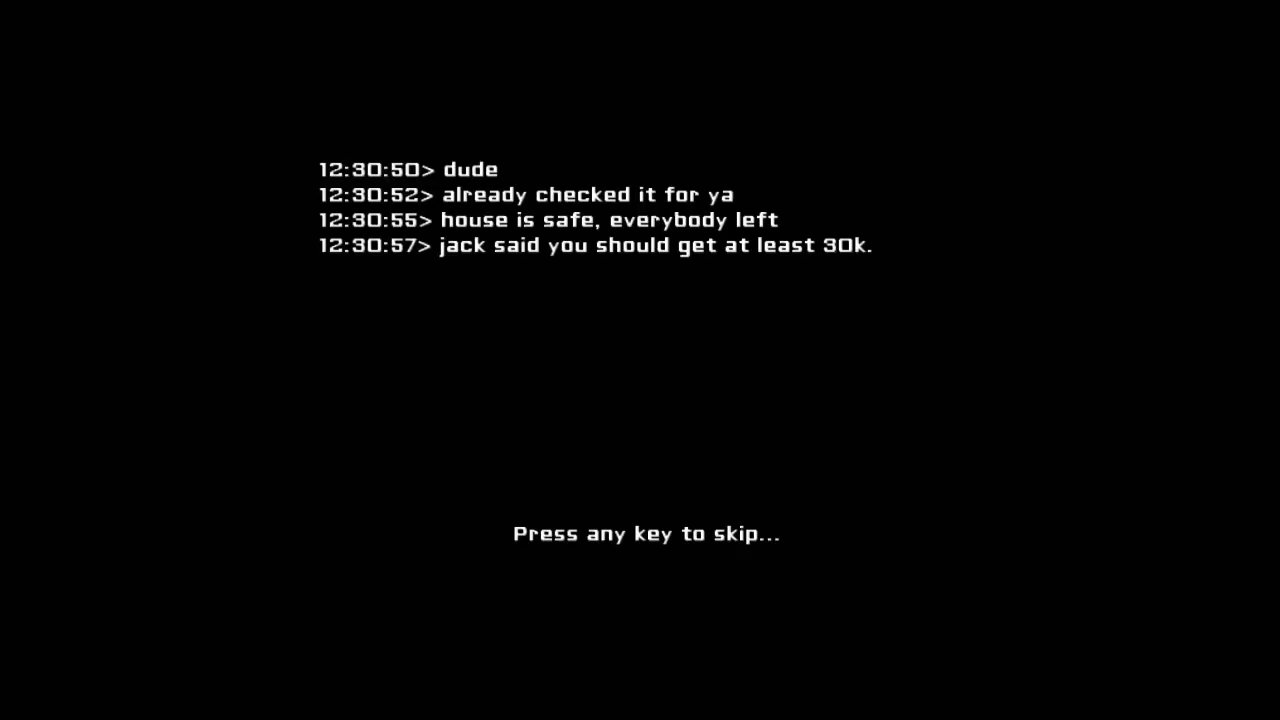 12:30:50> dude
12:30:52> already checked it for ya
12:30:55> house is safe, everybody left
12:30:57> jack said you should get at least 30k.
Press any key to skip...